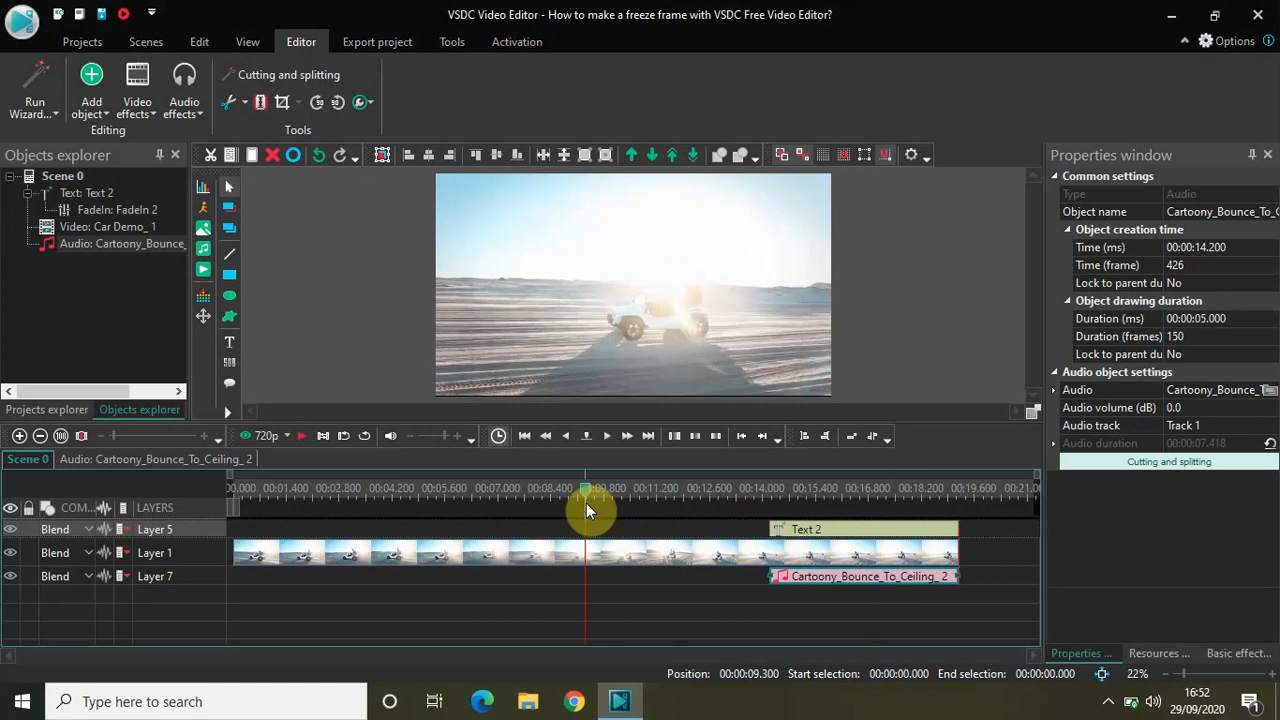 VSDC Video Editor - How to make a freeze frame with VSDC Free Video Editor?
Projects Scenes Edit View Editor Export project Tools Activation
Options
Run Wizard...
Add object
Video effects
Audio effects
Editing
Cutting and splitting
Tools
Objects explorer
Scene 0
Text: Text 2
FadeIn: FadeIn 2
Video: Car Demo_ 1
Audio: Cartoony_Bounce_
Projects explorer Objects explorer
Properties window
Common settings
Type Audio
Object name Cartoony_Bounce_To_C
Object creation time
Time (ms) 00:00:14.200
Time (frame) 426
Lock to parent du No
Object drawing duration
Duration (ms) 00:00:05.000
Duration (frames) 150
Lock to parent du No
Audio object settings
Audio Cartoony_Bounce_T
Audio volume (dB) 0.0
Audio track Track 1
Audio duration 00:00:07.418
Cutting and splitting
Properties ... Resources ... Basic effect...
720p
Scene 0 Audio: Cartoony_Bounce_To_Ceiling_ 2
0.000 00:01.400 00:02.800 00:04.200 00:05.600 00:07.000 00:08.400 00:09.800 00:11.200 00:12.600 00:14.000 00:15.400 00:16.800 00:18.200 00:19.600 00:21.0
COM... LAYERS
Blend Layer 5 Text 2
Blend Layer 1
Blend Layer 7 Cartoony_Bounce_To_Ceiling_ 2
Position: 00:00:09.300 Start selection: 00:00:00.000 End selection: 00:00:00.000 22%
Type here to search
16:52
29/09/2020
1